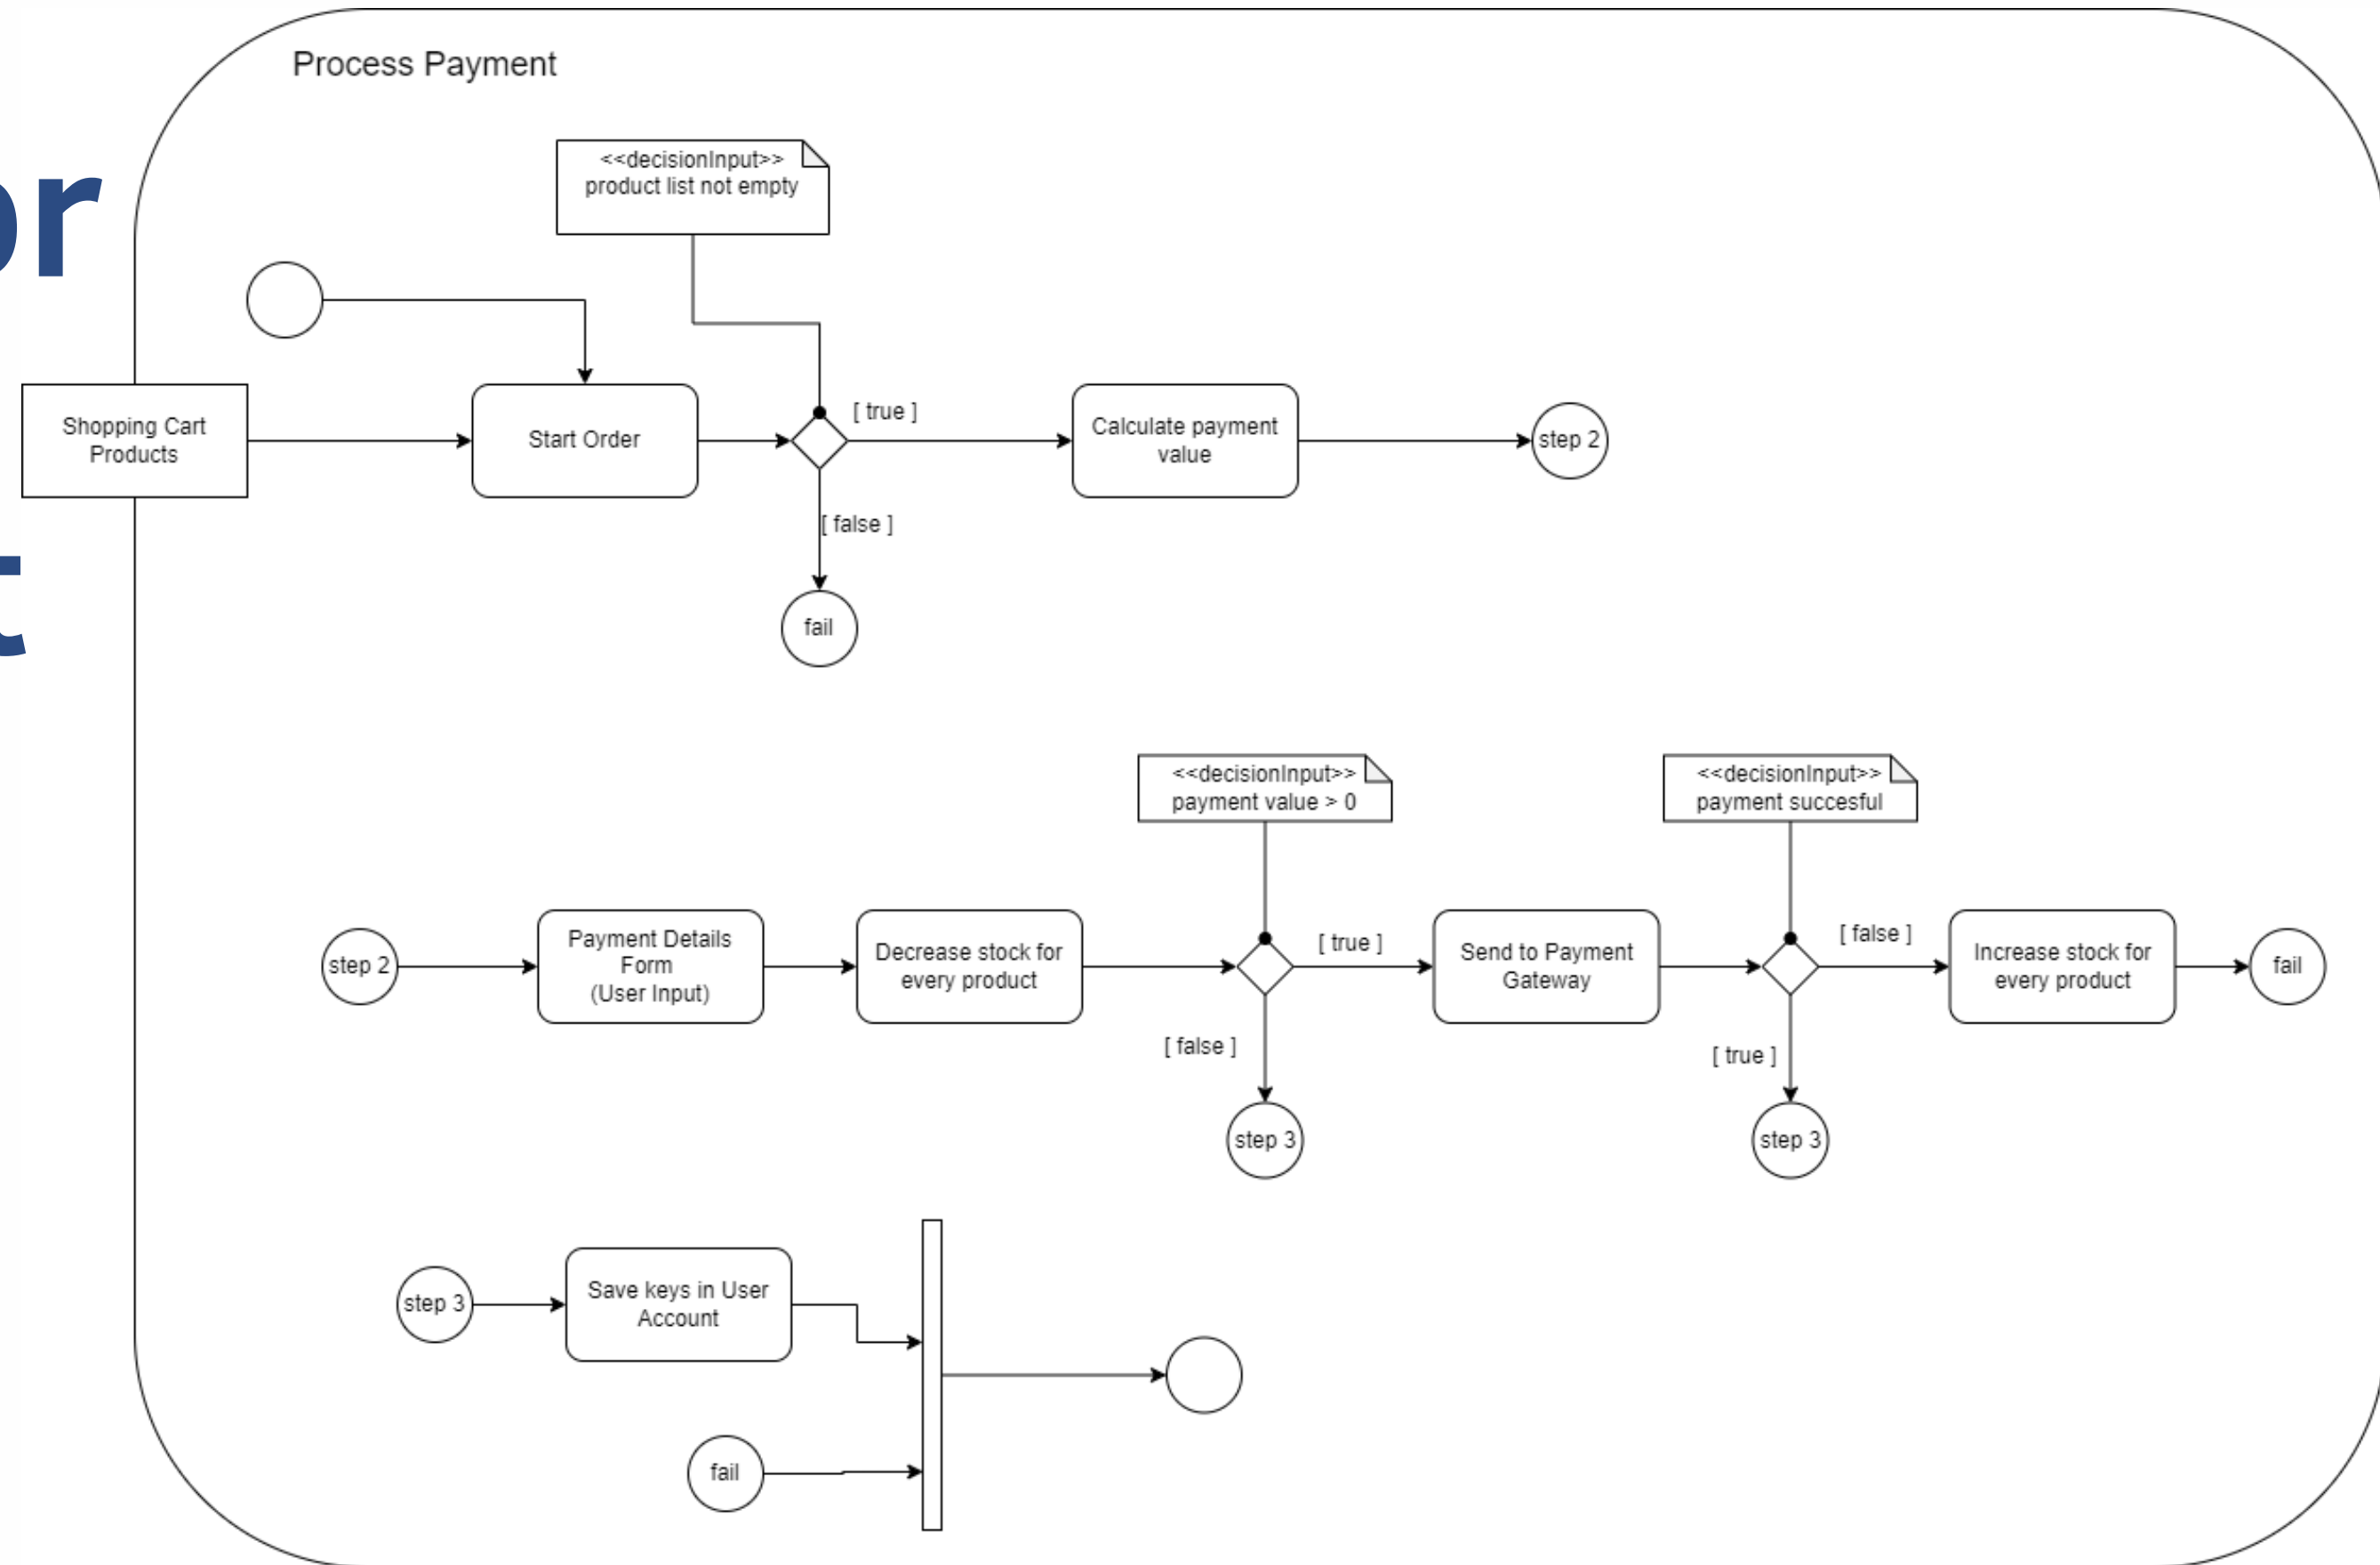 Process Payment
or
t
<<decisionInput>>
product list not empty
Shopping Cart
Products
Start Order
[ true ]
Calculate payment
value
step 2
[ false ]
fail
<<decisionInput>>
payment value > 0
<<decisionInput>>
payment succesful
step 2
Payment Details
Form
(User Input)
Decrease stock for
every product
[ true ]
Send to Payment
Gateway
[ false ]
Increase stock for
every product
fail
[ false ]
[ true ]
step 3
step 3
step 3
Save keys in User
Account
fail